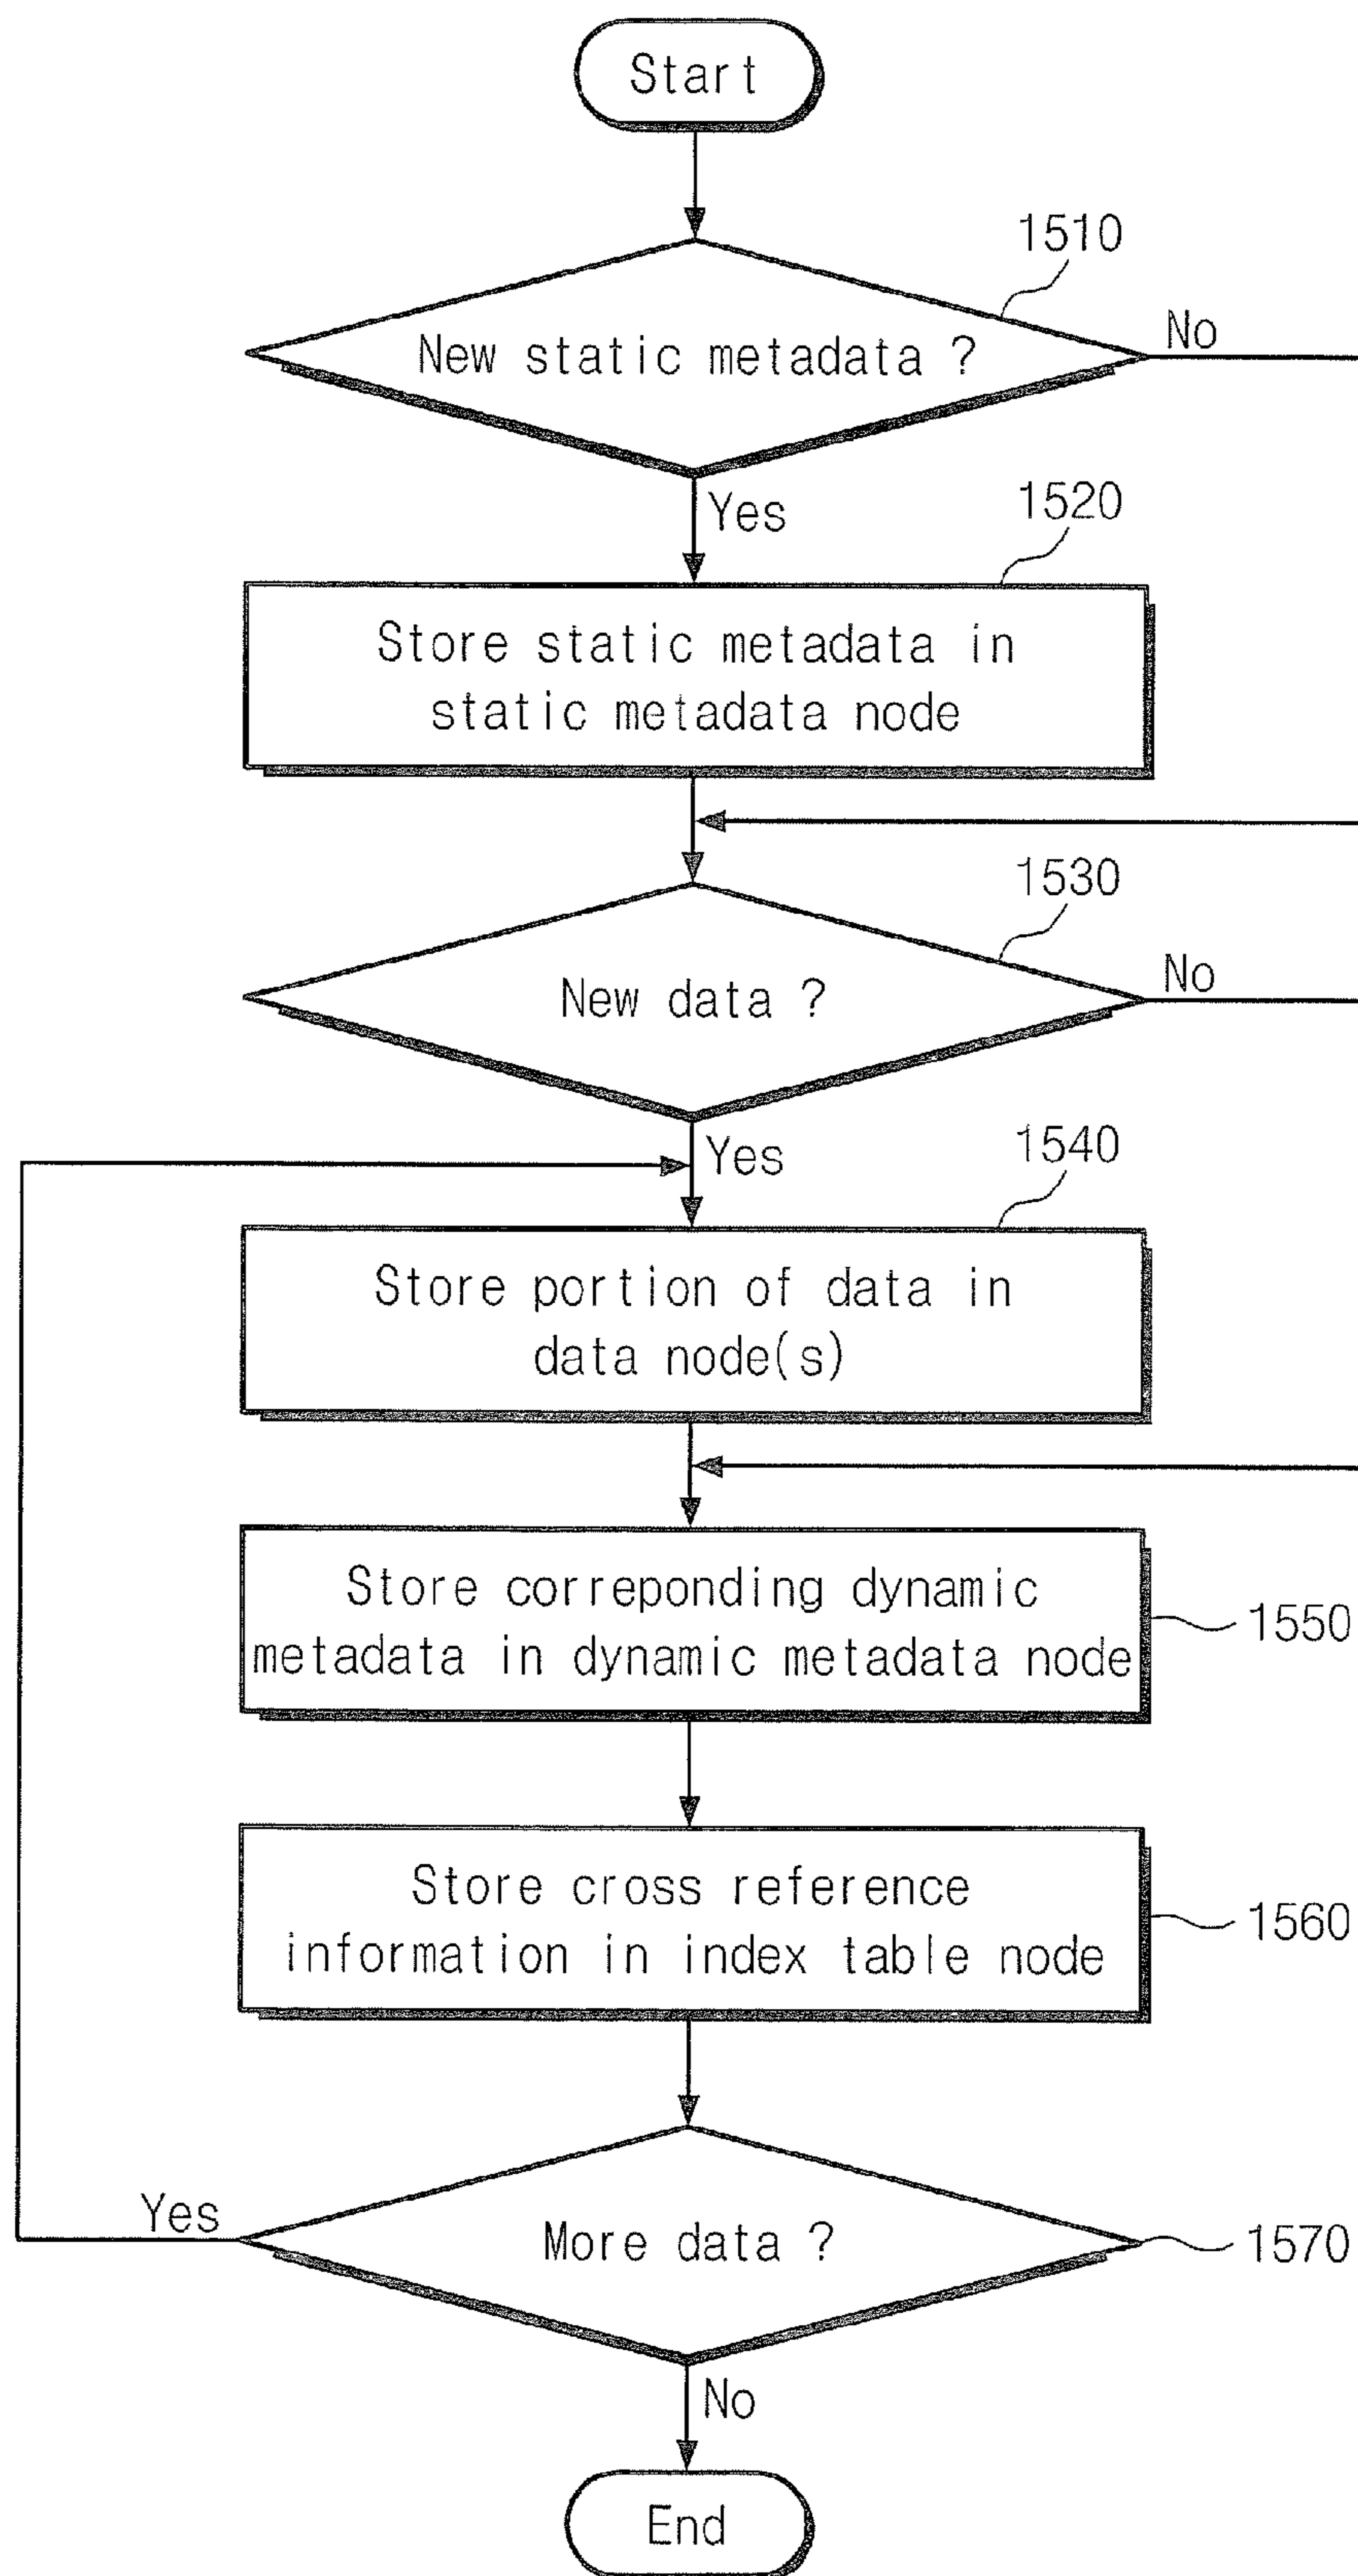 Start
1510
New static metadata ?
No
Yes
1520
Store static metadata in
static metadata node
1530
New data ?
No
Yes
1540
Store portion of data in
data node(s)
Store correponding dynamic
metadata in dynamic metadata node
1550
Store cross reference
information in index table node
1560
Yes
More data ?
1570
No
End